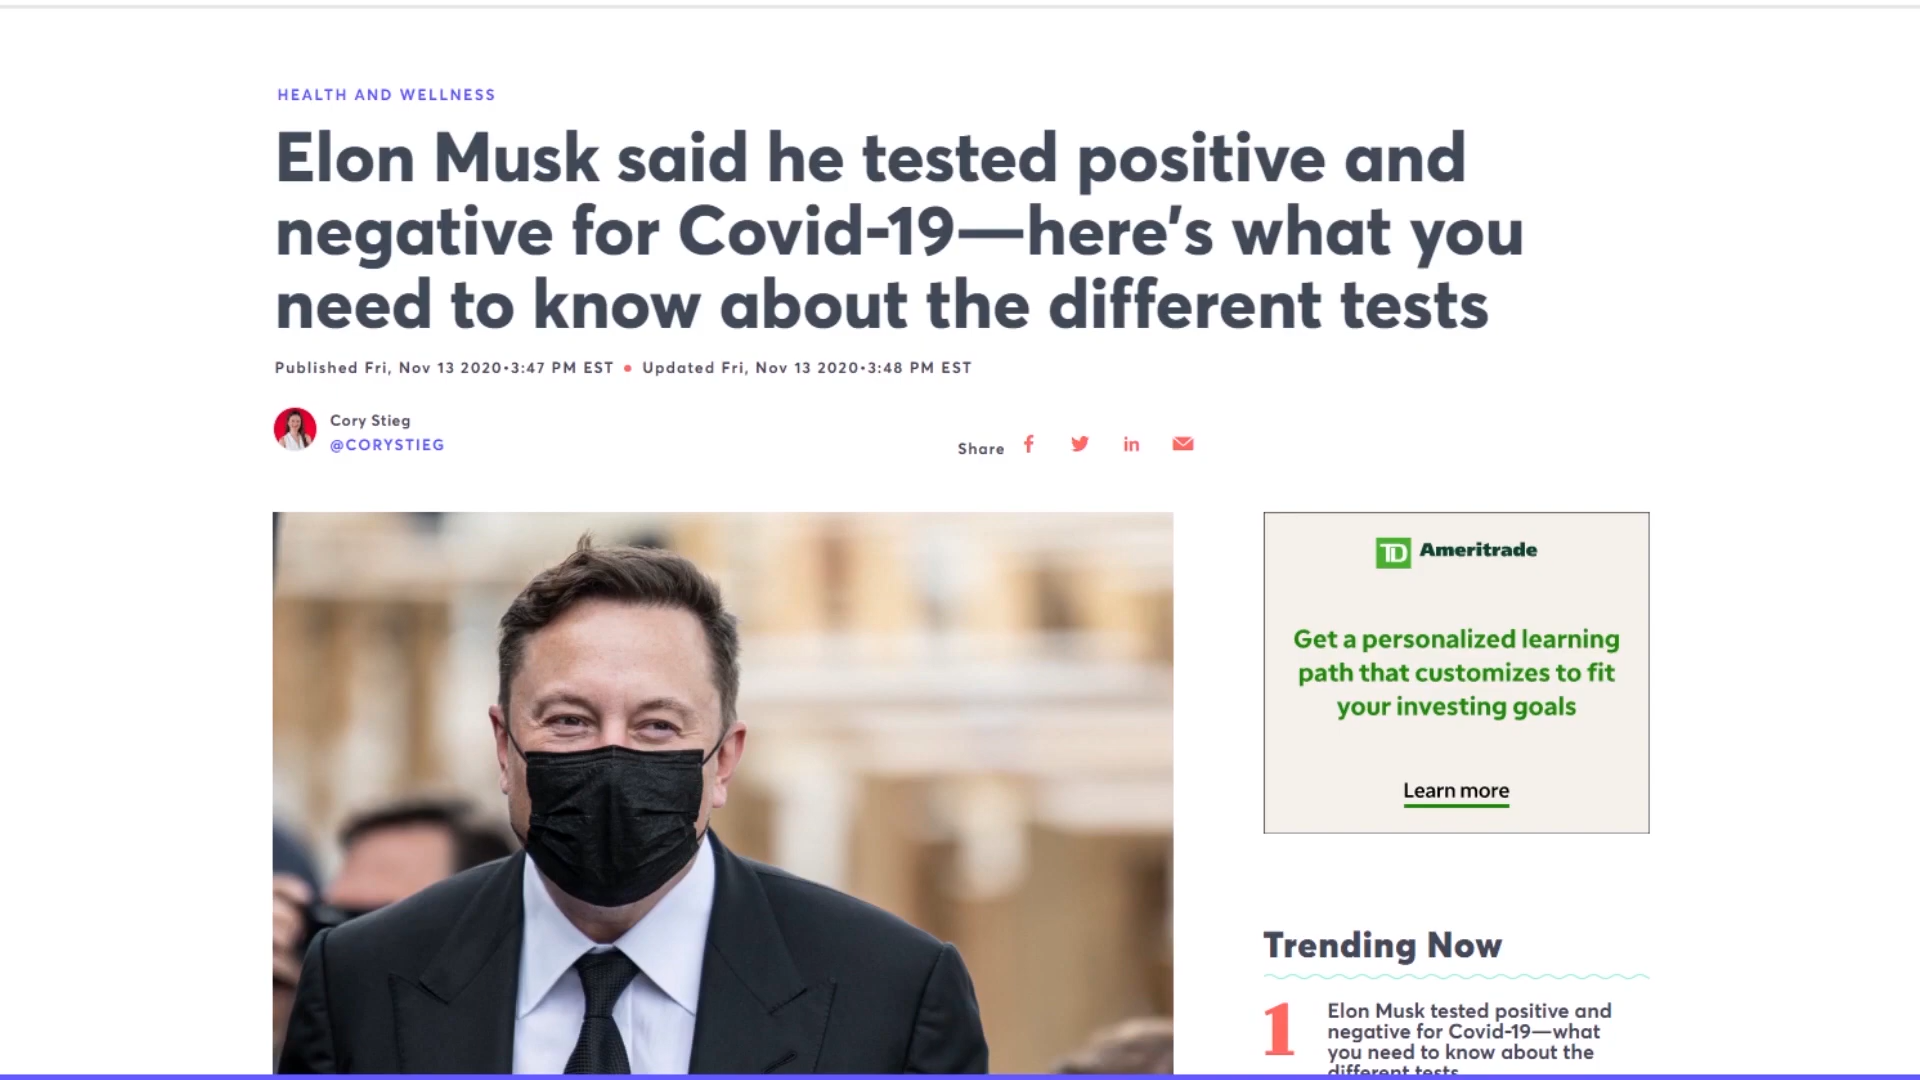 HEALTH AND WELLNESS
Elon Musk said he tested positive and
negative for Covid-19—here's what you
need to know about the different tests
Published Fri, Nov 13 2020•3:47 PM EST • Updated Fri, Nov 13 2020•3:48 PM EST
Cory Stieg
@CORYSTIEG
Share
TD Ameritrade
Get a personalized learning
path that customizes to fit
your investing goals
Learn more
Trending Now
1
Elon Musk tested positive and
negative for Covid-19—what
you need to know about the
different tests